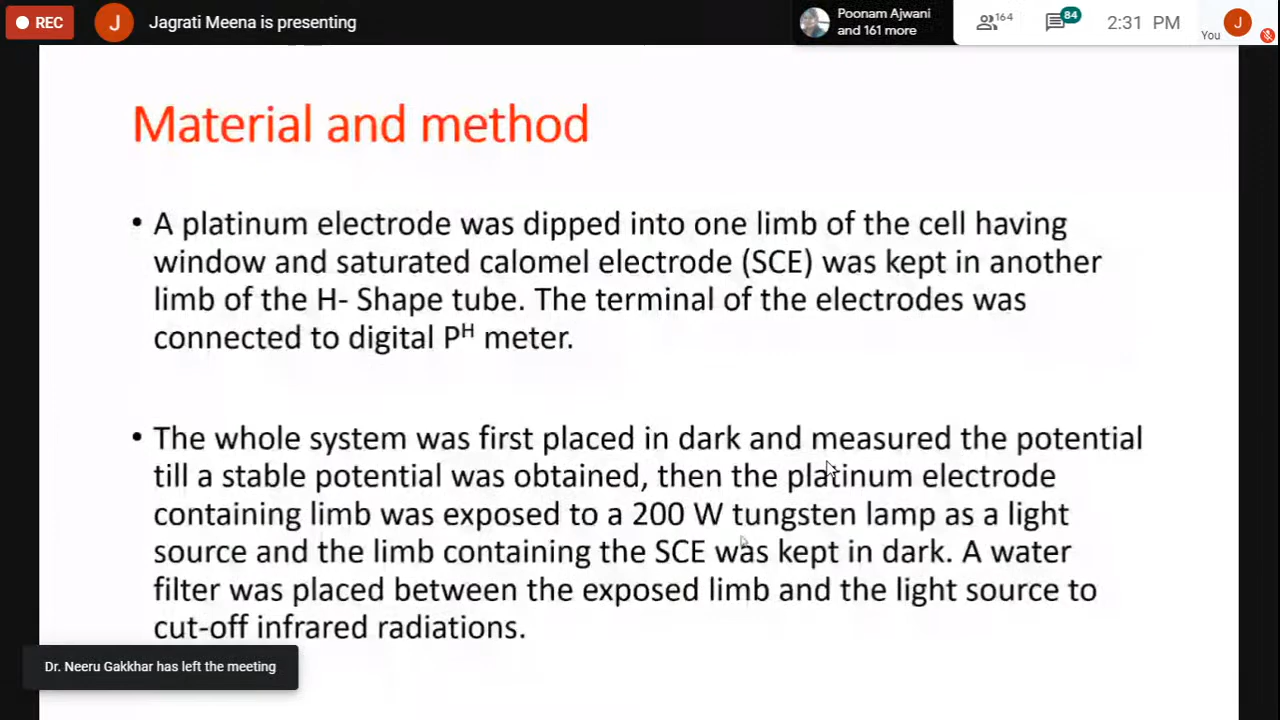 REC
J
Jagrati Meena is presenting
Poonam Ajwani
and 161 more
164
84
2:31 PM
You
J
Material and method
• A platinum electrode was dipped into one limb of the cell having
window and saturated calomel electrode (SCE) was kept in another
limb of the H- Shape tube. The terminal of the electrodes was
connected to digital Pᴴ meter.
• The whole system was first placed in dark and measured the potential
till a stable potential was obtained, then the platinum electrode
containing limb was exposed to a 200 W tungsten lamp as a light
source and the limb containing the SCE was kept in dark. A water
filter was placed between the exposed limb and the light source to
cut-off infrared radiations.
Dr. Neeru Gakkhar has left the meeting